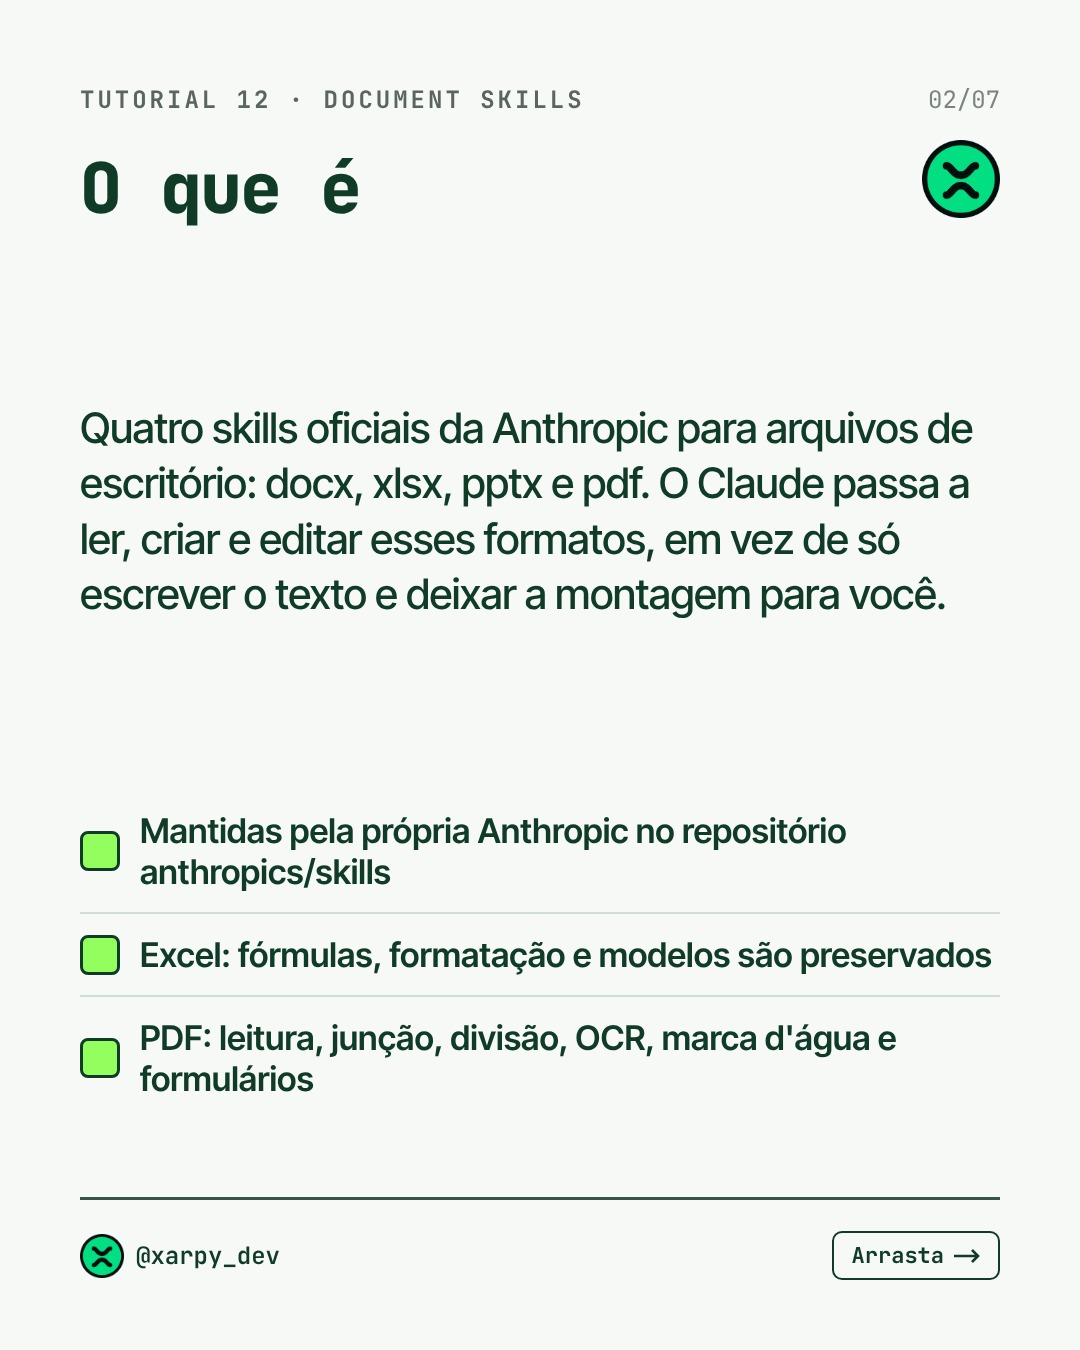 TUTORIAL 12 · DOCUMENT SKILLS
02/07
O que é
Quatro skills oficiais da Anthropic para arquivos de
escritório: docx, xlsx, pptx e pdf. O Claude passa a
ler, criar e editar esses formatos, em vez de só
escrever o texto e deixar a montagem para você.
Mantidas pela própria Anthropic no repositório
anthropics/skills
Excel: fórmulas, formatação e modelos são preservados
PDF: leitura, junção, divisão, OCR, marca d'água e
formulários
@xarpy_dev
Arrasta →